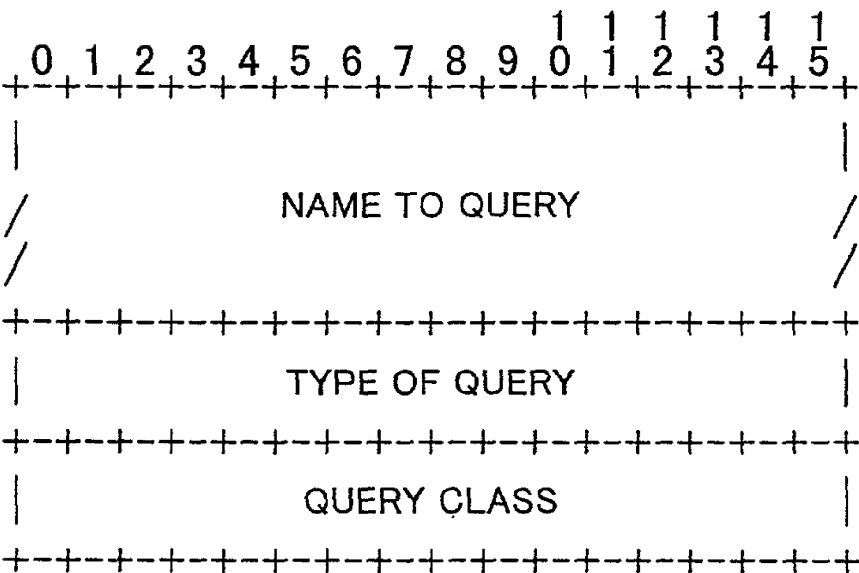 1 1 1 1 1 1
0 1 2 3 4 5 6 7 8 9 0 1 2 3 4 5
+--+--+--+--+--+--+--+--+--+--+--+--+--+--+--+--+
| |
/ NAME TO QUERY /
/ /
+--+--+--+--+--+--+--+--+--+--+--+--+--+--+--+--+
| TYPE OF QUERY |
+--+--+--+--+--+--+--+--+--+--+--+--+--+--+--+--+
| QUERY CLASS |
+--+--+--+--+--+--+--+--+--+--+--+--+--+--+--+--+